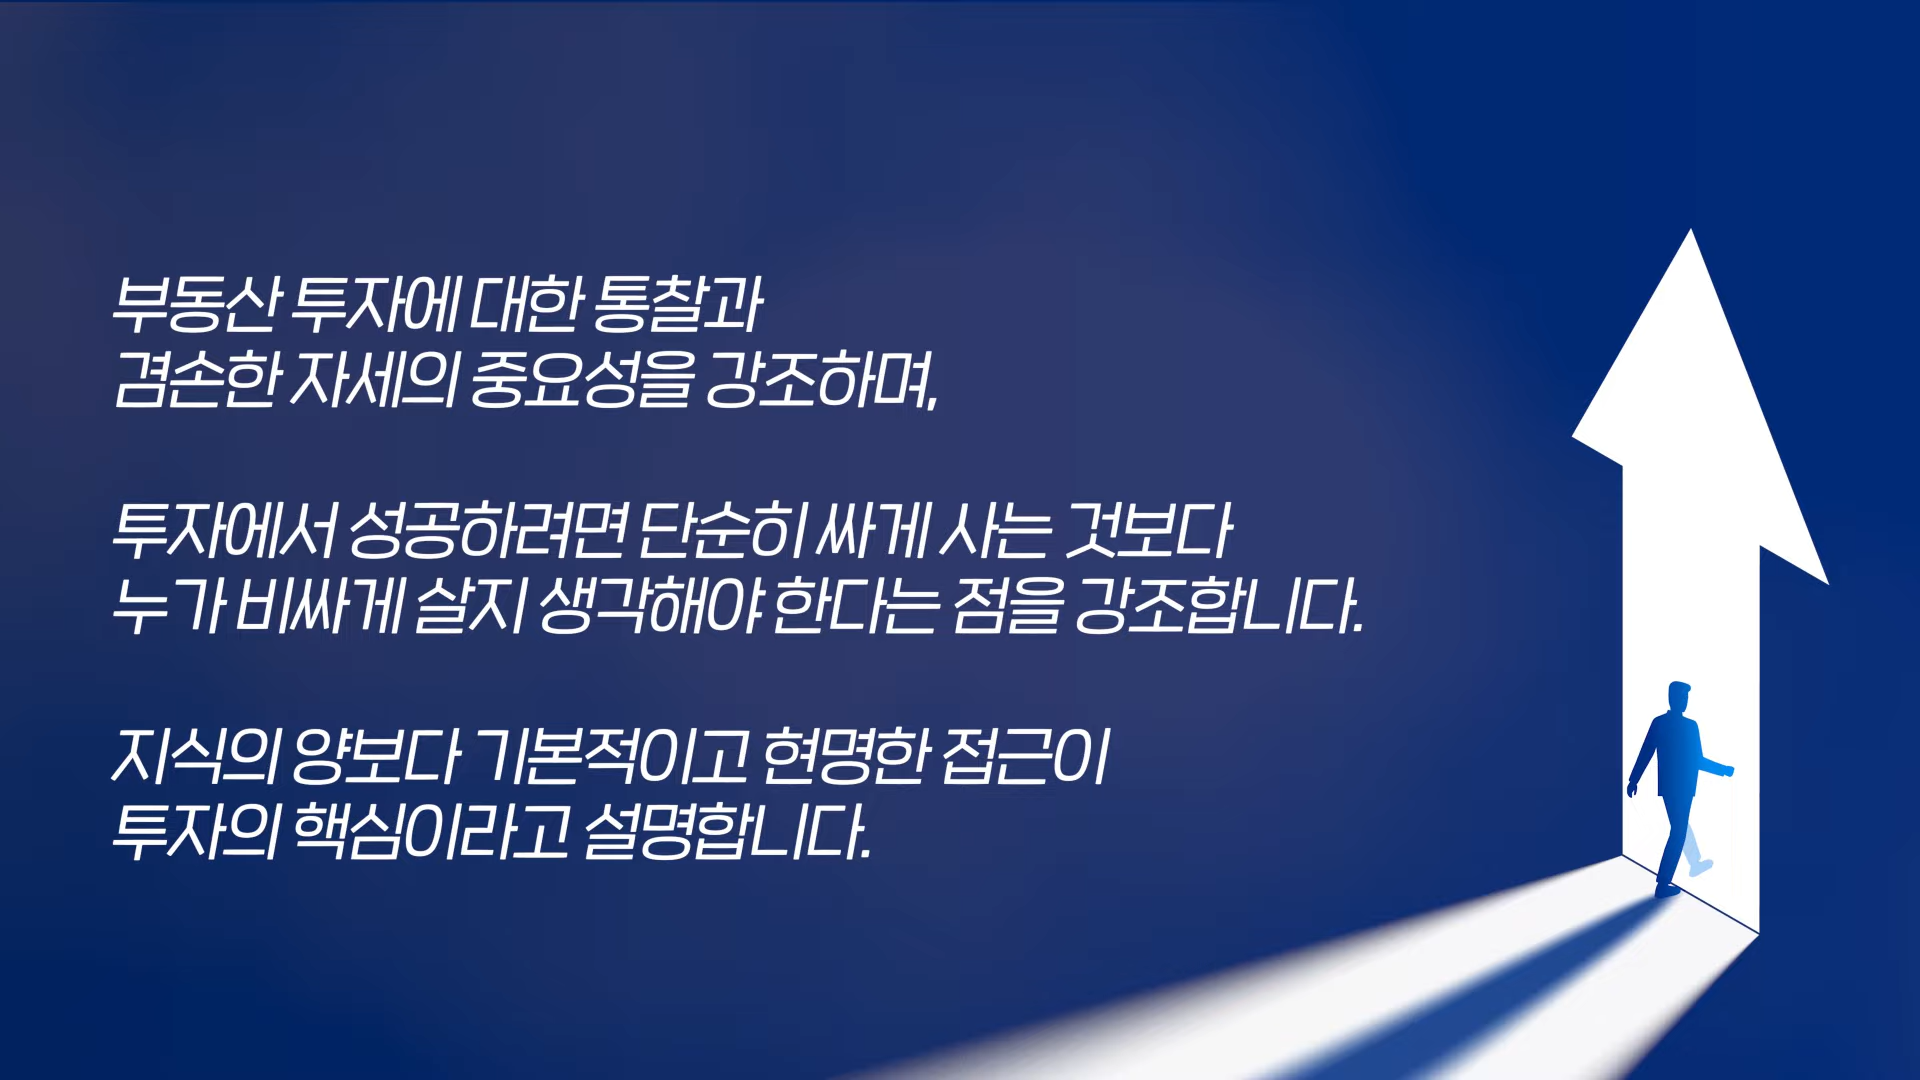 부동산 투자에 대한 통찰과
겸손한 자세의 중요성을 강조하며,
투자에서 성공하려면 단순히 싸게 사는 것보다
누가 비싸게 살지 생각해야 한다는 점을 강조합니다.
지식의 양보다 기본적이고 현명한 접근이
투자의 핵심이라고 설명합니다.